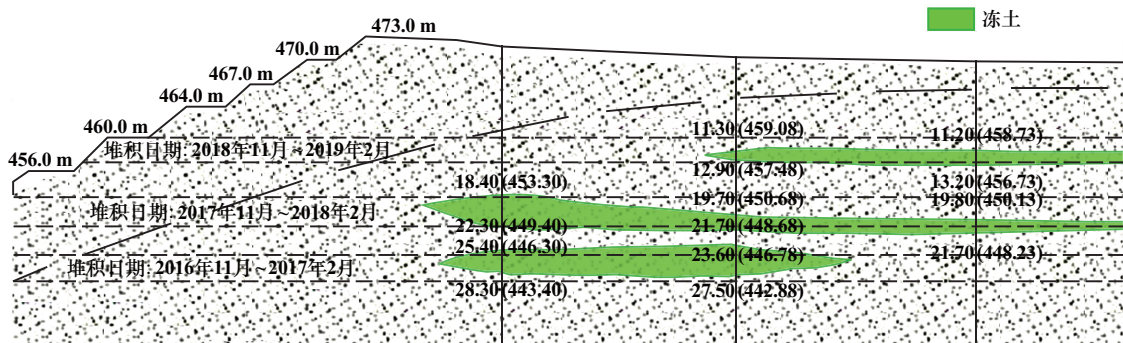 冻土
473.0 m
470.0 m
467.0 m
464.0 m
460.0 m
456.0 m
11.30(459.08)
11.20(458.73)
堆积日期: 2018年11月~2019年2月
12.90(457.48)
13.20(456.73)
18.40(453.30)
19.70(450.68)
19.80(450.13)
堆积日期: 2017年11月~2018年2月
22.30(449.40)
21.70(448.68)
25.40(446.30)
23.60(446.78)
21.70(448.23)
堆积日期: 2016年11月~2017年2月
28.30(443.40)
27.50(442.88)